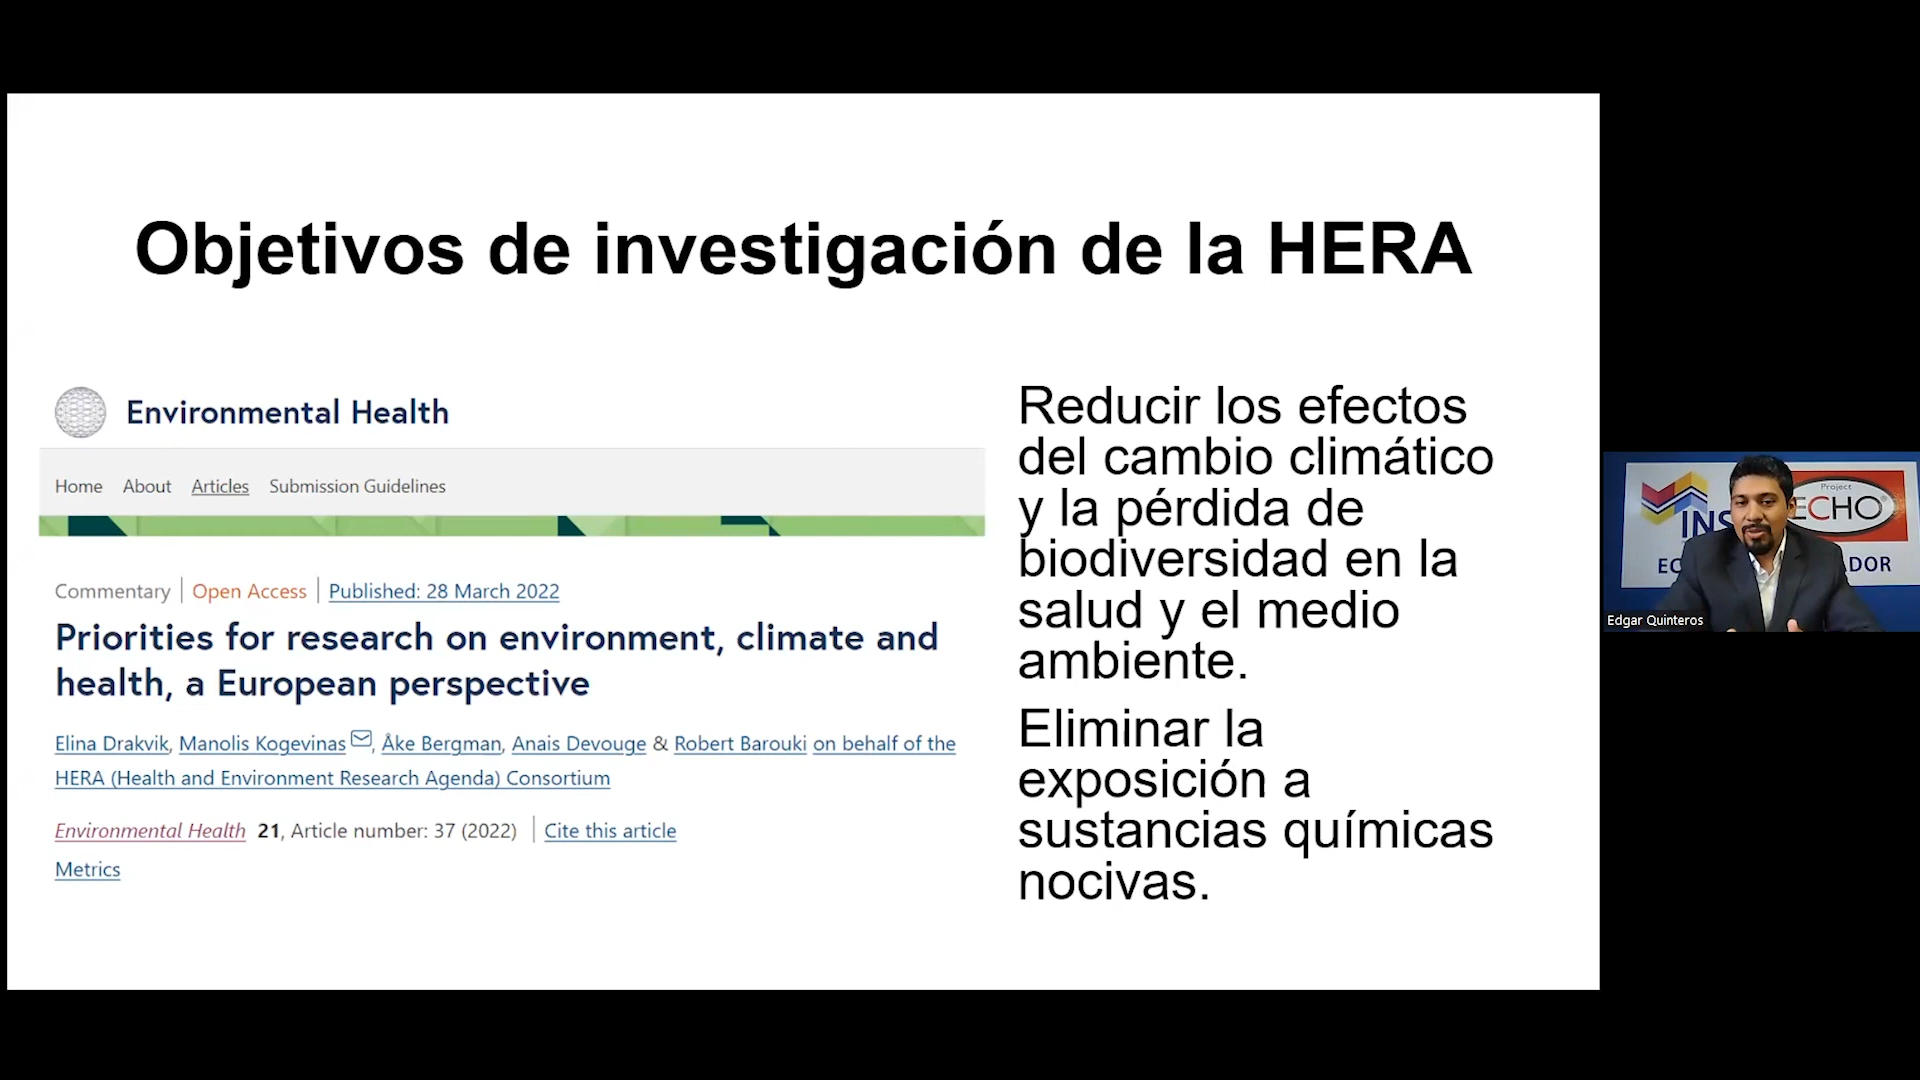 Objetivos de investigación de la HERA
Environmental Health
Home About Articles Submission Guidelines
Commentary | Open Access | Published: 28 March 2022
Priorities for research on environment, climate and
health, a European perspective
Elina Drakvik, Manolis Kogevinas, Åke Bergman, Anais Devouge & Robert Barouki on behalf of the
HERA (Health and Environment Research Agenda) Consortium
Environmental Health 21, Article number: 37 (2022) | Cite this article
Metrics
Reducir los efectos
del cambio climático
y la pérdida de
biodiversidad en la
salud y el medio
ambiente.
Eliminar la
exposición a
sustancias químicas
nocivas.
Project
INS ECHO
EC DOR
Edgar Quinteros